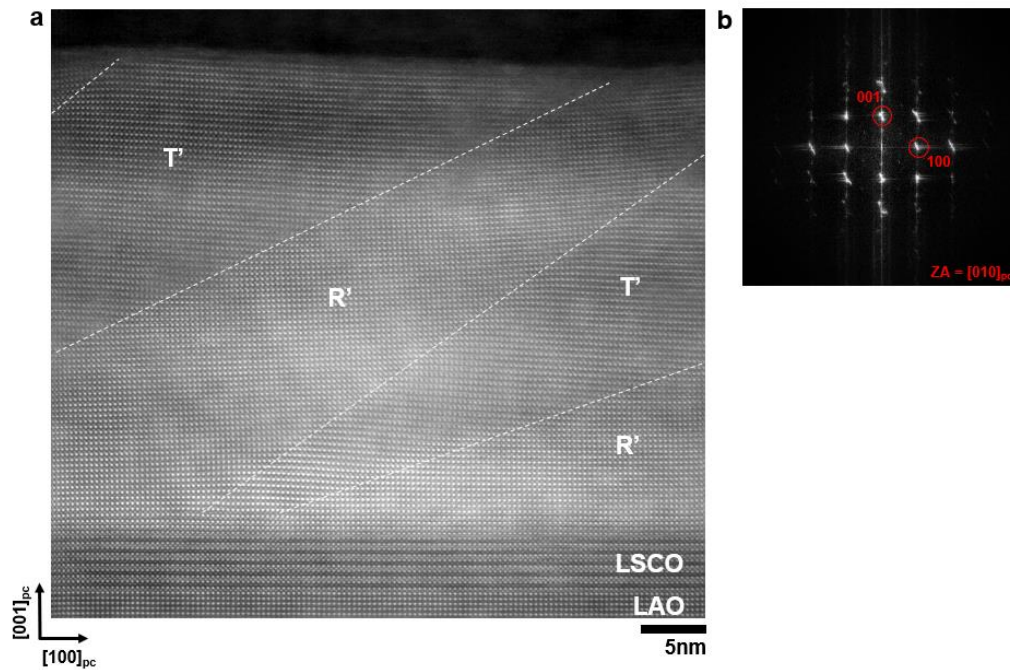 a
T’
R’
T’
R’
LSCO
LAO
[001]pc
[100]pc
5nm
b
001
100
ZA = [010]pc